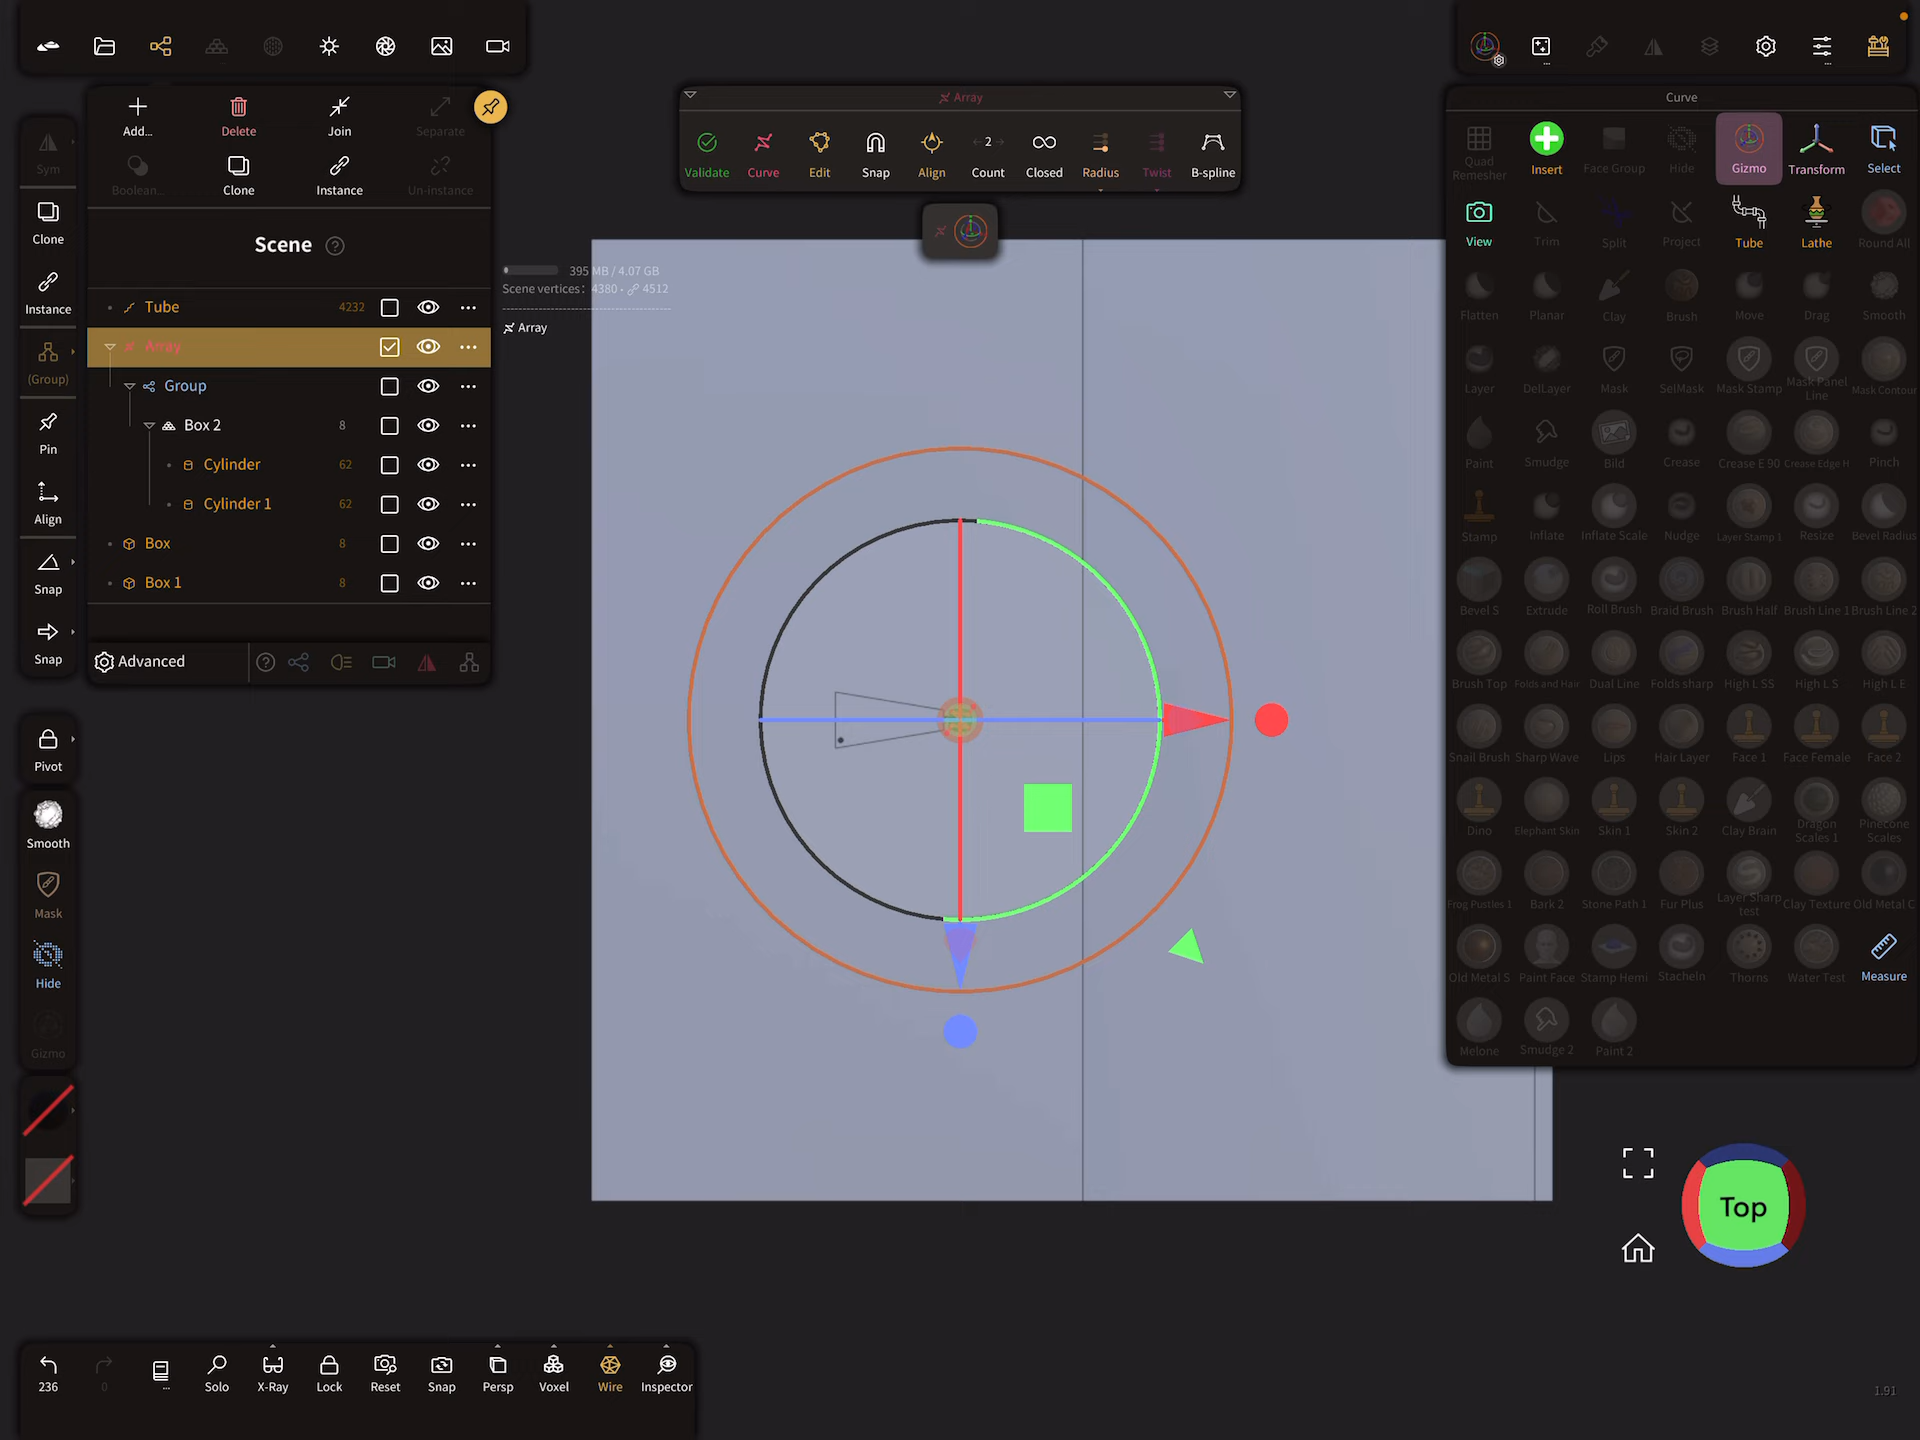 Add...
Delete
Join
Separate
Boolean...
Clone
Instance
Un-instance
Scene ?
Tube 4232
Array
Group
Box 2 8
Cylinder 62
Cylinder 1 62
Box 8
Box 1 8
Advanced ?
Sym
Clone
Instance
(Group)
Pin
Align
Snap
Snap
Pivot
Smooth
Mask
Hide
Gizmo
395 MB / 4.07 GB
Scene vertices: 4380 - 4512
Array
Array
2
Validate Curve Edit Snap Align Count Closed Radius Twist B-spline
Curve
Quad Remesher Insert Face Group Hide Gizmo Transform Select
View Trim Split Project Tube Lathe Round All
Flatten Planar Clay Brush Move Drag Smooth
Layer DelLayer Mask SelMask Mask Stamp Mask Panel Line Mask Contour
Paint Smudge Bild Crease Crease E 90 Crease Edge H Pinch
Stamp Inflate Inflate Scale Nudge Layer Stamp 1 Resize Bevel Radius
Bevel S Extrude Roll Brush Braid Brush Brush Half Brush Line 1 Brush Line 2
Brush Top Folds and Hair Dual Line Folds sharp High L SS High L S High L E
Snail Brush Sharp Wave Lips Hair Layer Face 1 Face Female Face 2
Dino Elephant Skin Skin 1 Skin 2 Clay Brain Dragon Scales 1 Pinecone Scales
Frog Pustles 1 Bark 2 Stone Path 1 Fur Plus Layer Sharp test Clay Texture Old Metal C
Old Metal S Paint Face Stamp Hemi Stacheln Thorns Water Test Measure
Melone Smudge 2 Paint 2
Top
236 0 ... Solo X-Ray Lock Reset Snap Persp Voxel Wire Inspector
1.91